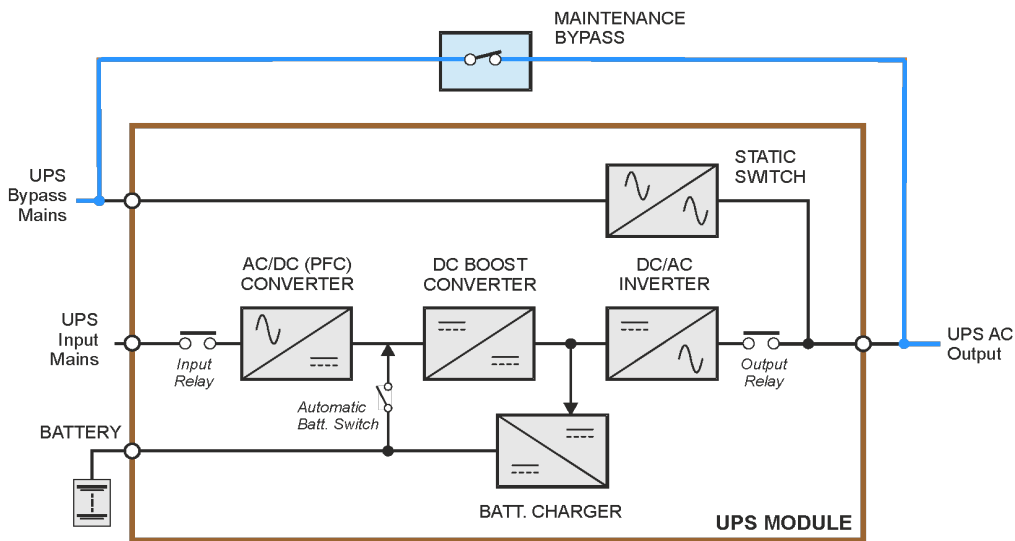 MAINTENANCE
BYPASS
STATIC
SWITCH
UPS
Bypass
Mains
AC/DC (PFC)
CONVERTER
DC BOOST
CONVERTER
DC/AC
INVERTER
UPS
Input
Mains
Input
Relay
Output
Relay
UPS AC
Output
Automatic
Batt. Switch
BATTERY
BATT. CHARGER
UPS MODULE